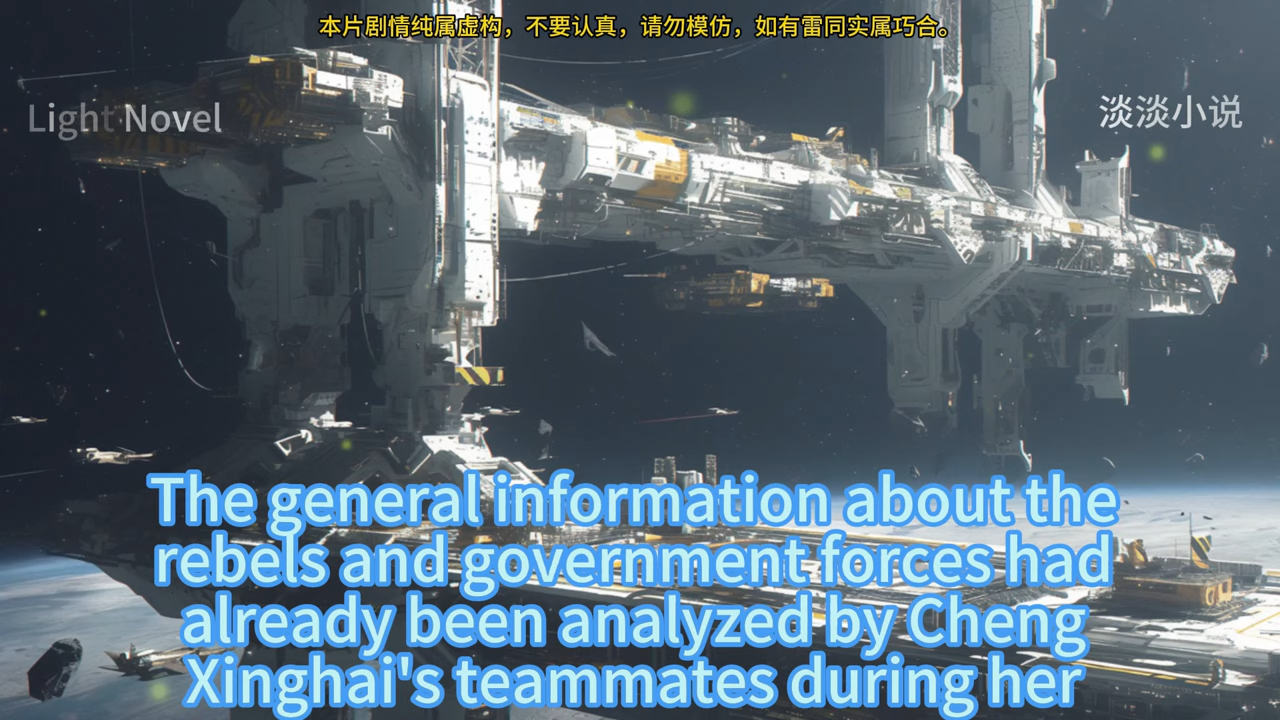 本片剧情纯属虚构，不要认真，请勿模仿，如有雷同实属巧合。
Light Novel
淡淡小说
The general information about the
rebels and government forces had
already been analyzed by Cheng
Xinghai's teammates during her